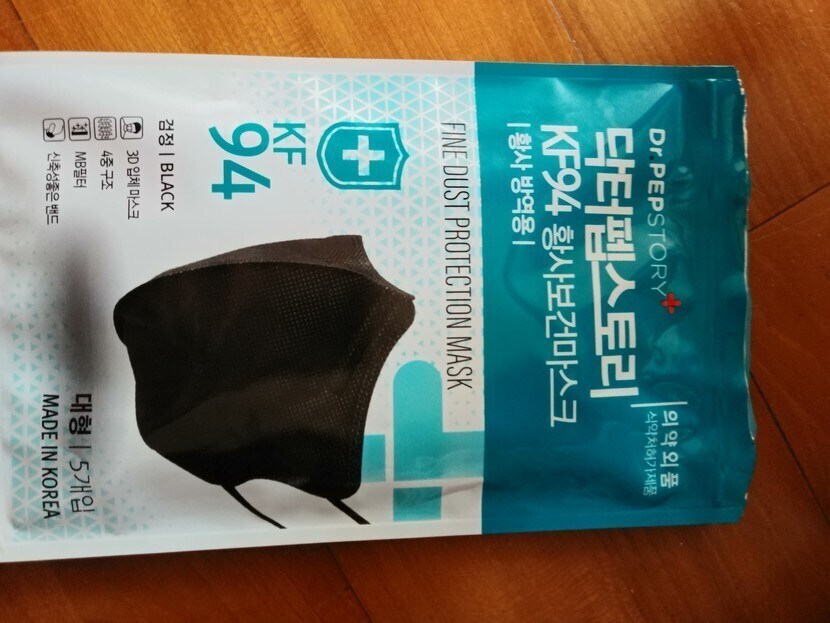 Dr.PEPSTORY
닥터펩스토리
KF94 황사보건마스크
| 황사 방역용 |
의약외품
식약처허가제품
FINE DUST PROTECTION MASK
KF
94
검정 | BLACK
3D 입체 마스크
4중 구조
MB필터
신축성좋은 밴드
대형 | 5개입
MADE IN KOREA